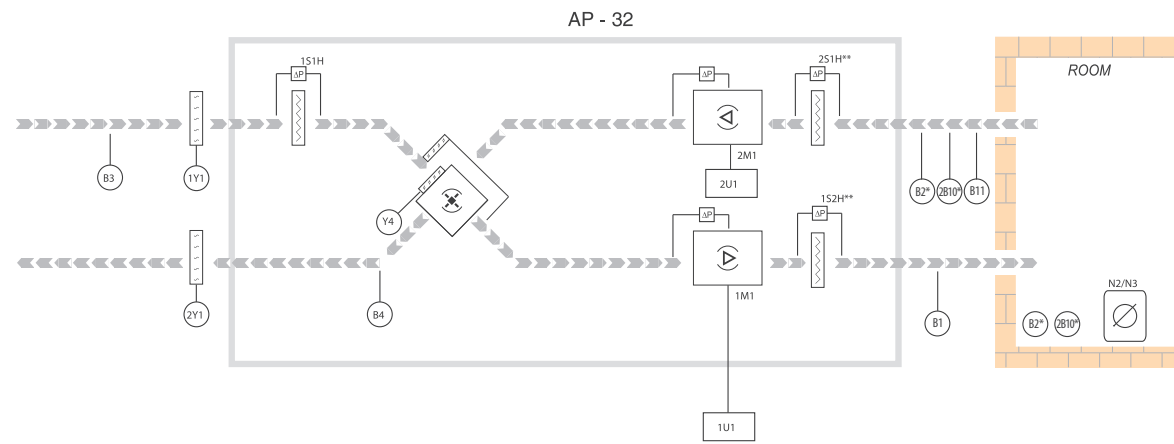 AP - 32
1S1H
ΔP
ΔP
2S1H**
ΔP
ROOM
B3
1Y1
2M1
2U1
B2*
2B10*
B11
Y4
ΔP
1S2H**
ΔP
2Y1
B4
1M1
B1
N2/N3
B2*
2B10*
1U1